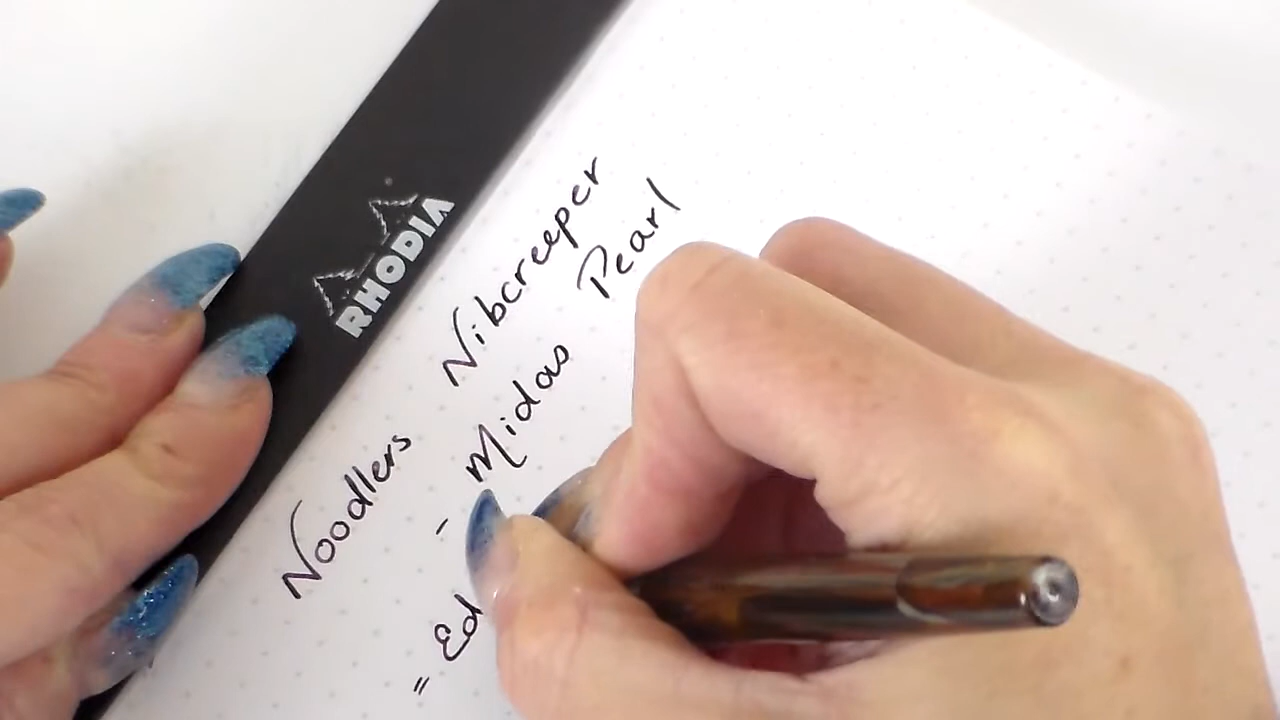 RHODIA
Noodlers Nibcreeper
- Midas Pearl
= Ed